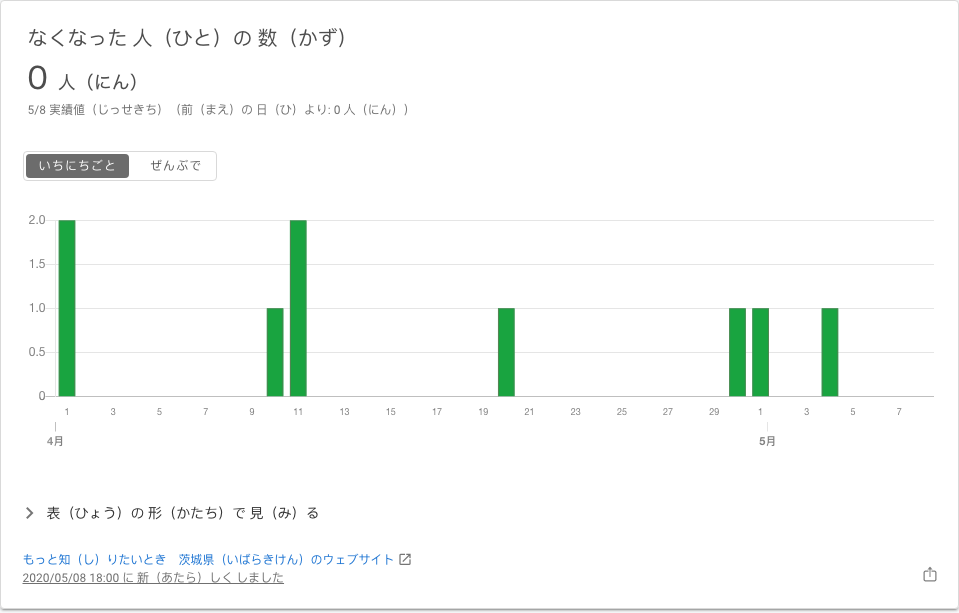 なくなった 人（ひと）の 数（かず）
0 人（にん）
5/8 実績値（じっせきち）（前（まえ）の 日（ひ）より: 0 人（にん））
いちにちごと ぜんぶで
2.0
1.5
1.0
0.5
0
1 3 5 7 9 11 13 15 17 19 21 23 25 27 29 1 3 5 7
4月 5月
表（ひょう）の 形（かたち）で 見（み）る
もっと知（し）りたいとき　茨城県（いばらきけん）のウェブサイト
2020/05/08 18:00 に 新（あたら）しく しました